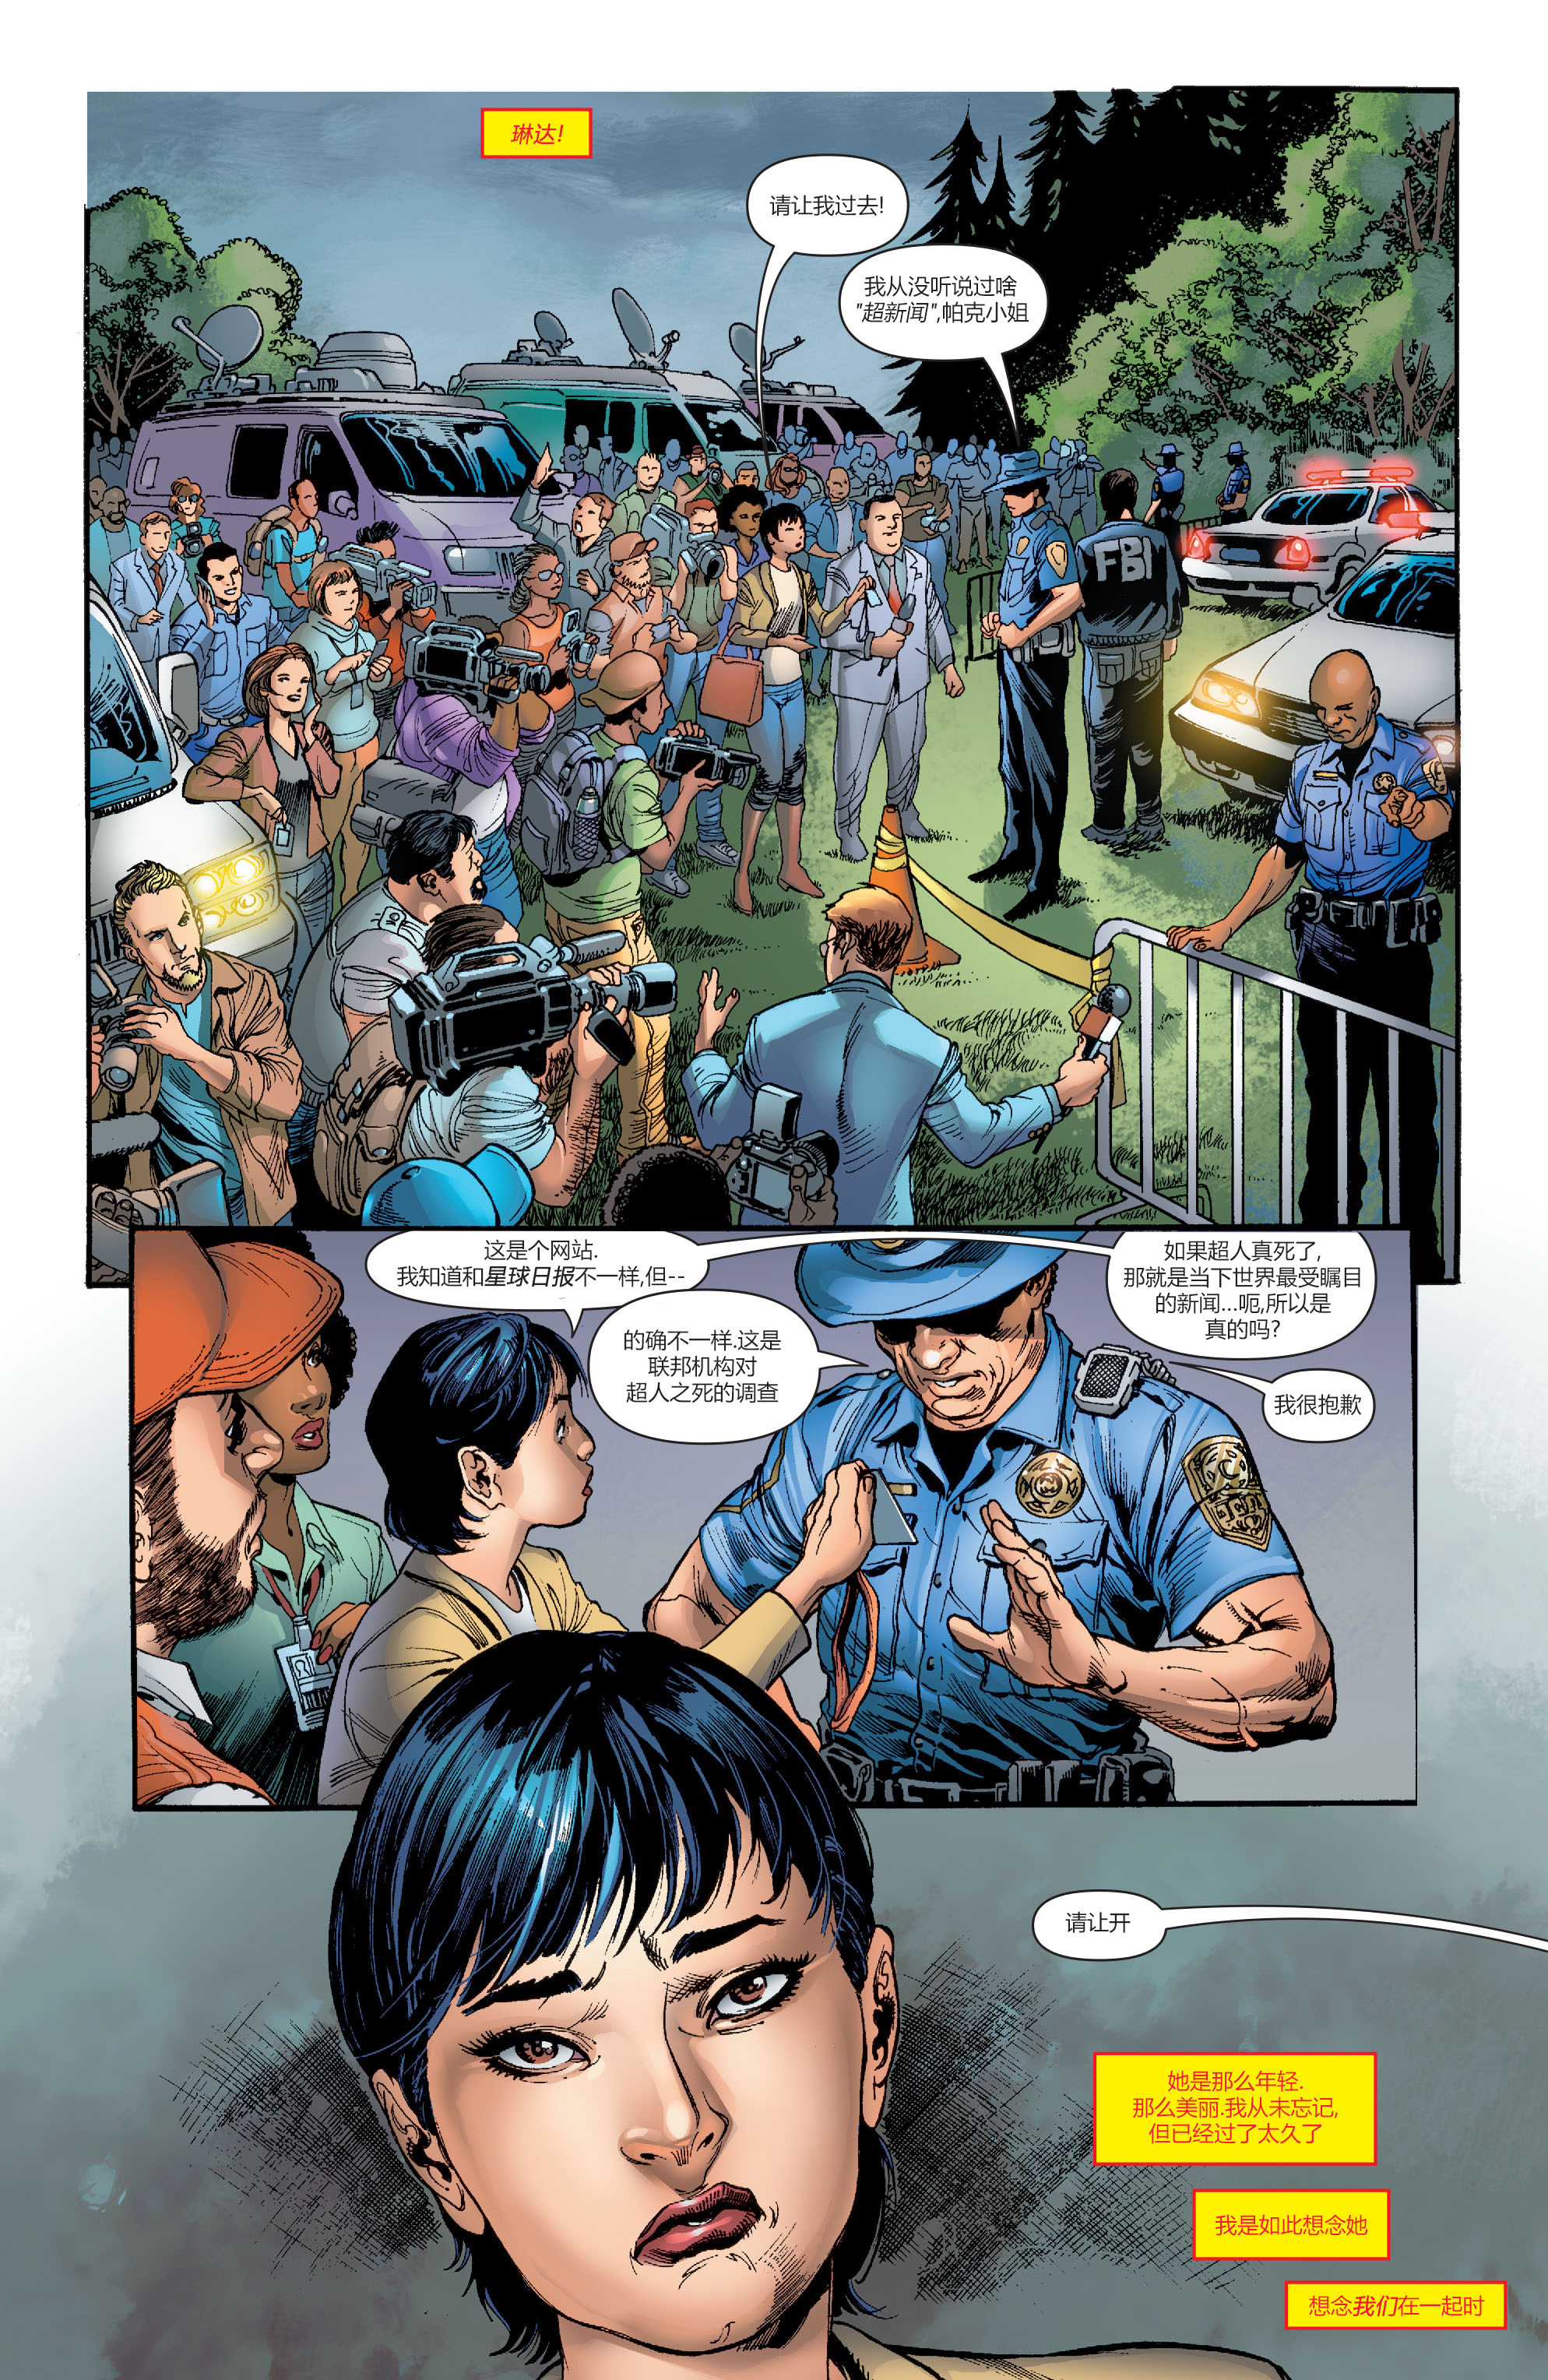 琳达!
请让我过去!
我从没听说过啥
"超新闻",帕克小姐
FBI
这是个网站.
我知道和星球日报不一样,但--
的确不一样.这是
联邦机构对
超人之死的调查
如果超人真死了,
那就是当下世界最受瞩目
的新闻...呃,所以是
真的吗?
我很抱歉
请让开
她是那么年轻.
那么美丽.我从未忘记,
但已经过了太久了
我是如此想念她
想念我们在一起时